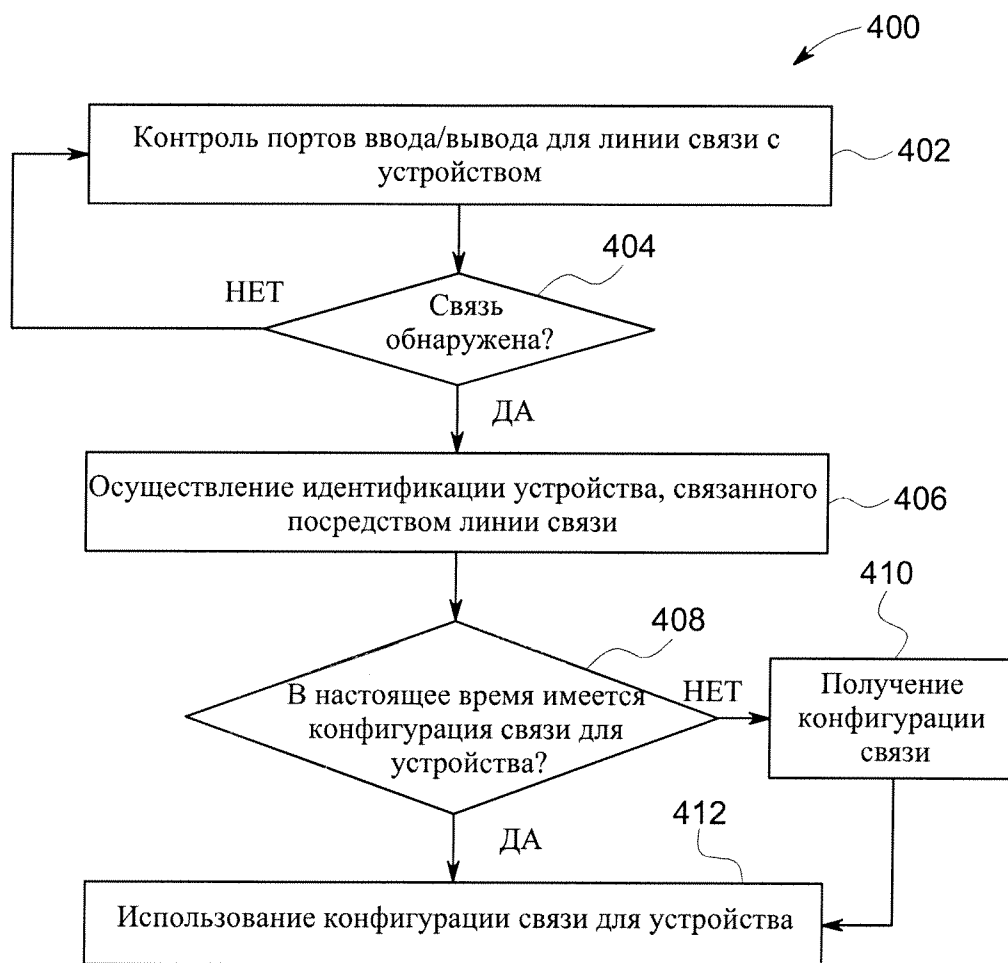 400
Контроль портов ввода/вывода для линии связи с
устройством
402
404
НЕТ
Связь
обнаружена?
ДА
Осуществление идентификации устройства, связанного
посредством линии связи
406
410
408
В настоящее время имеется
конфигурация связи для
устройства?
НЕТ
Получение
конфигурации
связи
412
ДА
Использование конфигурации связи для устройства